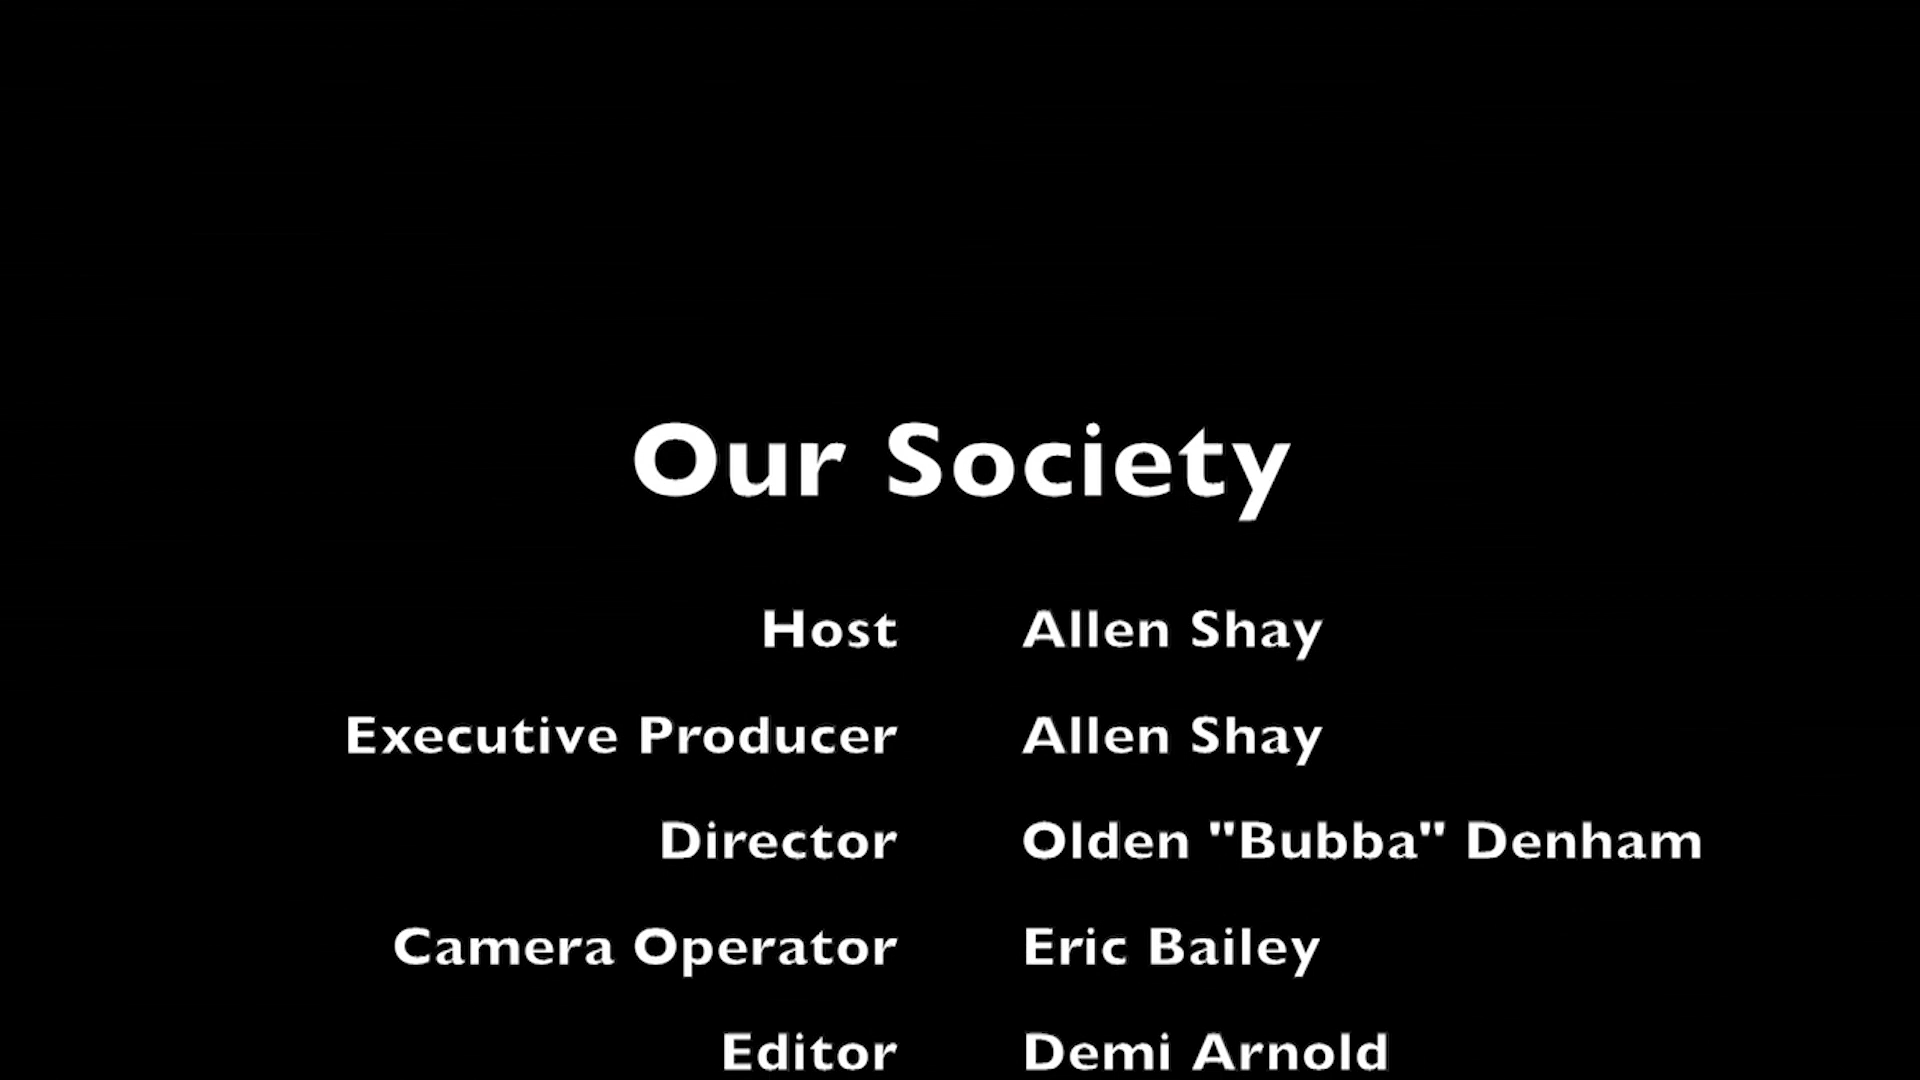 Our Society
Host Allen Shay
Executive Producer Allen Shay
Director Olden "Bubba" Denham
Camera Operator Eric Bailey
Editor Demi Arnold